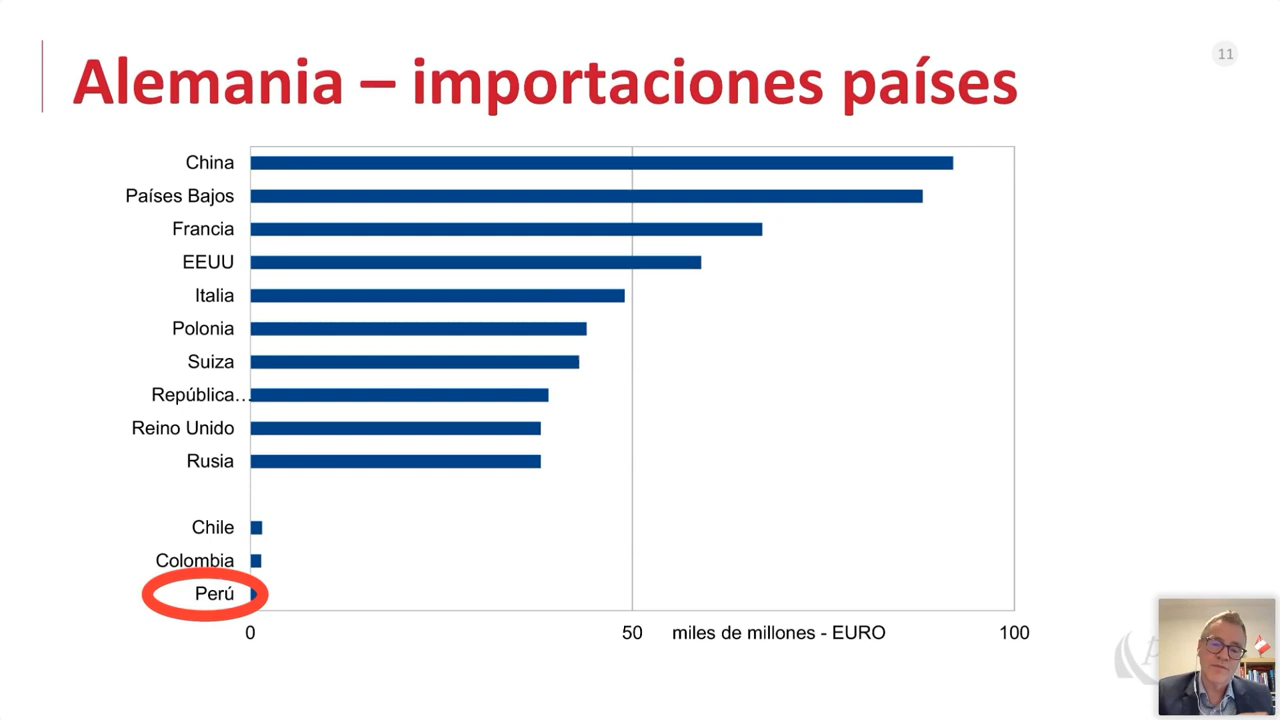 Alemania – importaciones países
11
China
Países Bajos
Francia
EEUU
Italia
Polonia
Suiza
República…
Reino Unido
Rusia
Chile
Colombia
Perú
0 50 miles de millones - EURO 100